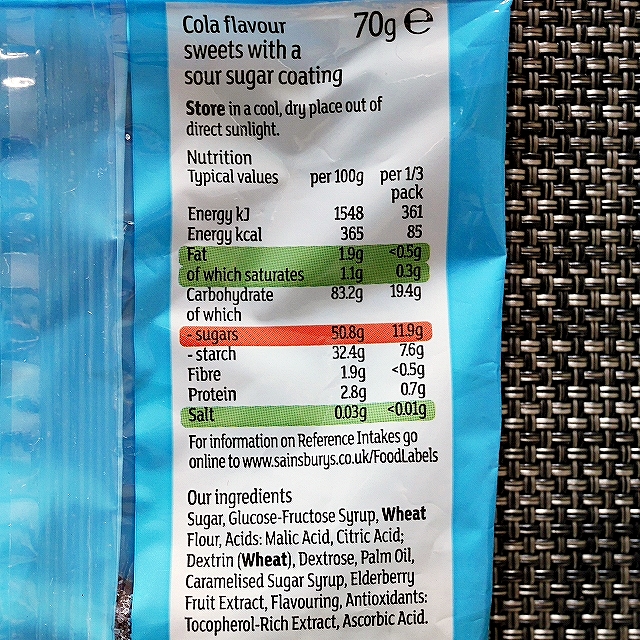 Cola flavour 70g ℮
sweets with a
sour sugar coating
Store in a cool, dry place out of
direct sunlight.
Nutrition
Typical values per 100g per 1/3
pack
Energy kJ 1548 361
Energy kcal 365 85
Fat 1.9g <0.5g
of which saturates 1.1g 0.3g
Carbohydrate 83.2g 19.4g
of which
- sugars 50.8g 11.9g
- starch 32.4g 7.6g
Fibre 1.9g <0.5g
Protein 2.8g 0.7g
Salt 0.03g <0.01g
For information on Reference Intakes go
online to www.sainsburys.co.uk/FoodLabels
Our ingredients
Sugar, Glucose-Fructose Syrup, Wheat
Flour, Acids: Malic Acid, Citric Acid;
Dextrin (Wheat), Dextrose, Palm Oil,
Caramelised Sugar Syrup, Elderberry
Fruit Extract, Flavouring, Antioxidants:
Tocopherol-Rich Extract, Ascorbic Acid.